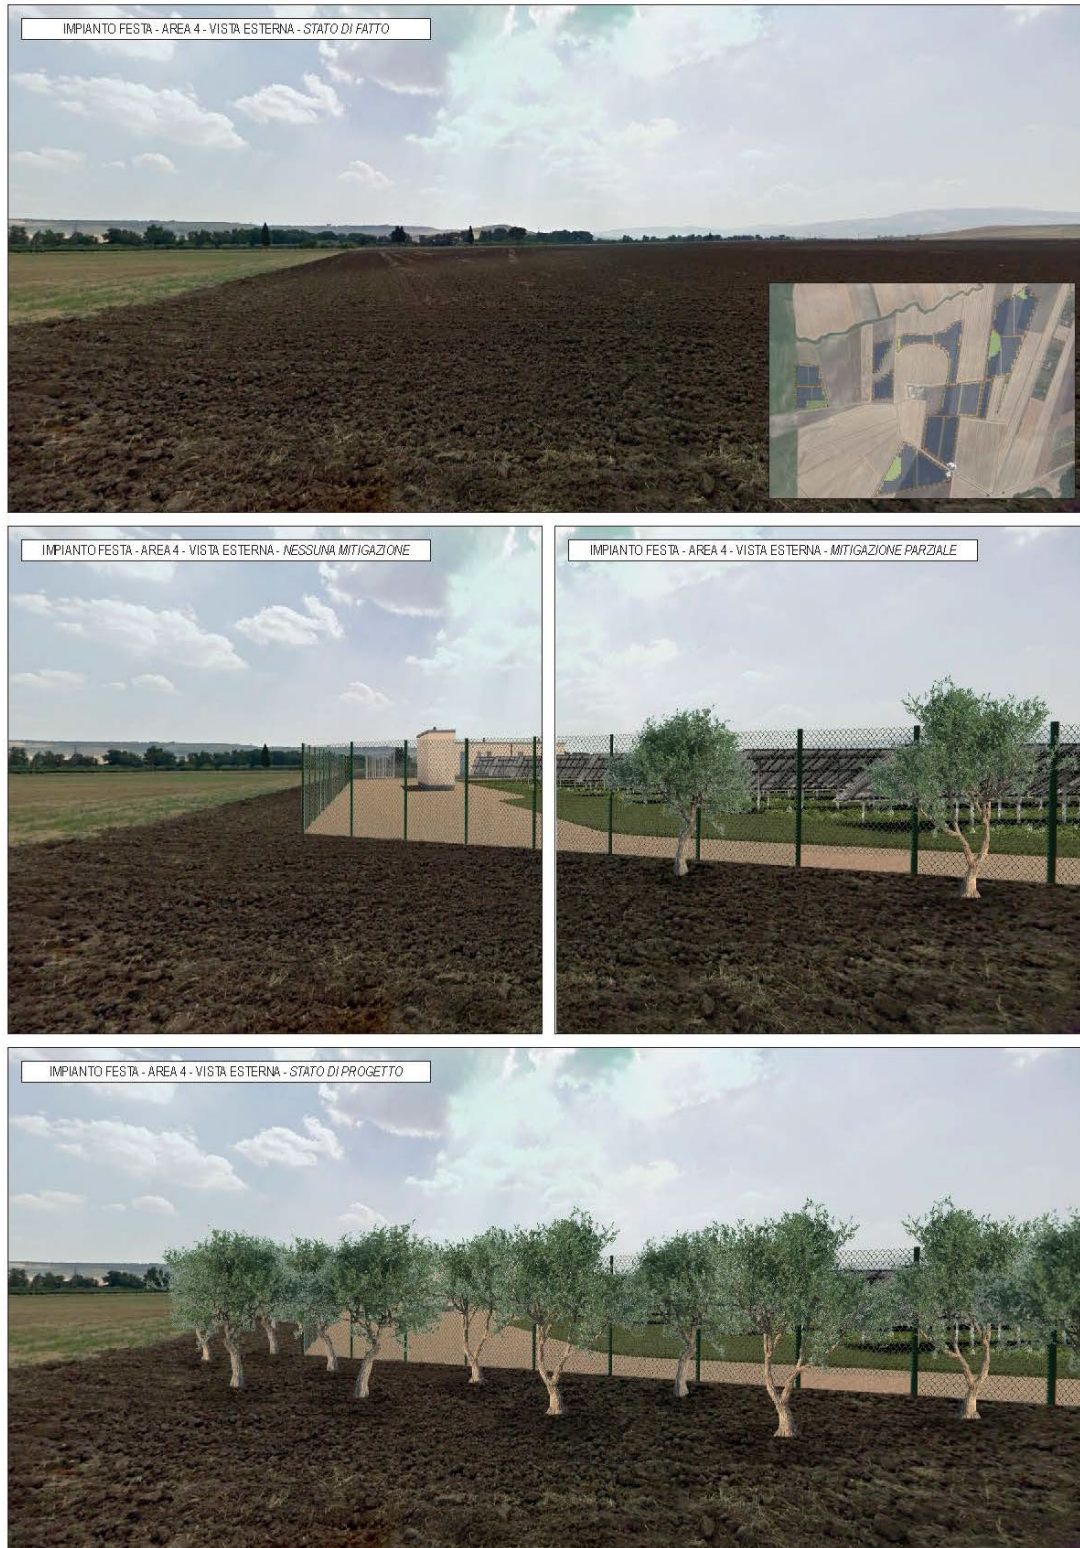 IMPIANTO FESTA - AREA 4 - VISTA ESTERNA - STATO DI FATTO
IMPIANTO FESTA - AREA 4 - VISTA ESTERNA - NESSUNA MITIGAZIONE
IMPIANTO FESTA - AREA 4 - VISTA ESTERNA - MITIGAZIONE PARZIALE
IMPIANTO FESTA - AREA 4 - VISTA ESTERNA - STATO DI PROGETTO